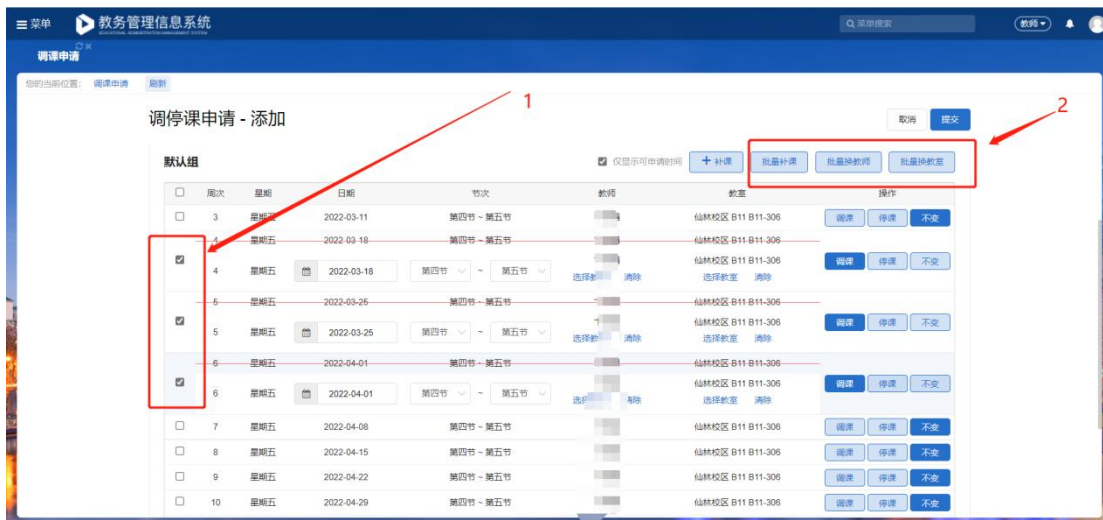 菜单 教务管理信息系统 菜单搜索 教师
EDUCATIONAL ADMINISTRATION MANAGEMENT SYSTEM
调课申请
您的当前位置: 调课申请 刷新
1
2
调停课申请 - 添加 取消 提交
默认组 仅显示可申请时间 + 补课 批量补课 批量换教师 批量换教室
周次 星期 日期 节次 教师 教室 操作
3 星期五 2022-03-11 第四节 ~ 第五节 仙林校区 B11 B11-306 调课 停课 不变
4 星期五 2022-03-18 第四节 ~ 第五节 仙林校区 B11 B11-306
4 星期五 2022-03-18 第四节 ~ 第五节 仙林校区 B11 B11-306 调课 停课 不变
选择 清除 选择教室 清除
5 星期五 2022-03-25 第四节 ~ 第五节 仙林校区 B11 B11-306
5 星期五 2022-03-25 第四节 ~ 第五节 仙林校区 B11 B11-306 调课 停课 不变
选择 清除 选择教室 清除
6 星期五 2022-04-01 第四节 ~ 第五节 仙林校区 B11 B11-306
6 星期五 2022-04-01 第四节 ~ 第五节 仙林校区 B11 B11-306 调课 停课 不变
选择 清除 选择教室 清除
7 星期五 2022-04-08 第四节 ~ 第五节 仙林校区 B11 B11-306 调课 停课 不变
8 星期五 2022-04-15 第四节 ~ 第五节 仙林校区 B11 B11-306 调课 停课 不变
9 星期五 2022-04-22 第四节 ~ 第五节 仙林校区 B11 B11-306 调课 停课 不变
10 星期五 2022-04-29 第四节 ~ 第五节 仙林校区 B11 B11-306 调课 停课 不变